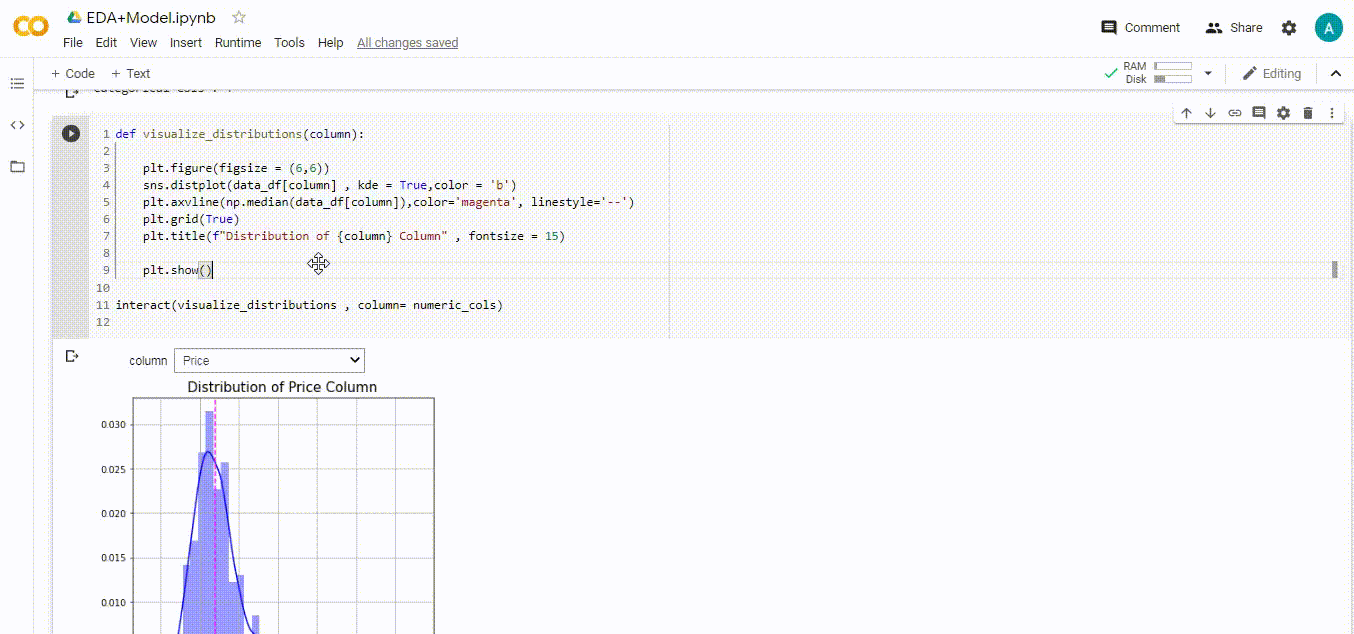 EDA+Model.ipynb
File Edit View Insert Runtime Tools Help All changes saved
Comment Share A
+ Code + Text
RAM
Disk
Editing
1 def visualize_distributions(column):
2
3 plt.figure(figsize = (6,6))
4 sns.distplot(data_df[column] , kde = True,color = 'b')
5 plt.axvline(np.median(data_df[column]),color='magenta', linestyle='--')
6 plt.grid(True)
7 plt.title(f"Distribution of {column} Column" , fontsize = 15)
8
9 plt.show()
10
11 interact(visualize_distributions , column= numeric_cols)
12
column Price
Distribution of Price Column
0.030
0.025
0.020
0.015
0.010